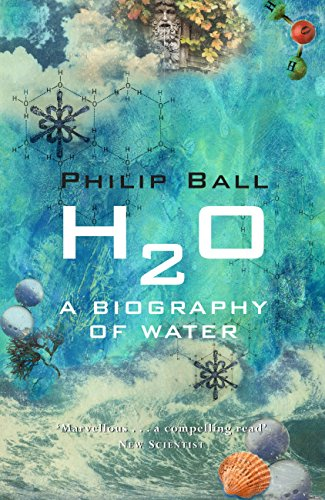 PHILIP BALL
H2O
A BIOGRAPHY
OF WATER
'Marvellous . . . a compelling read'
NEW SCIENTIST